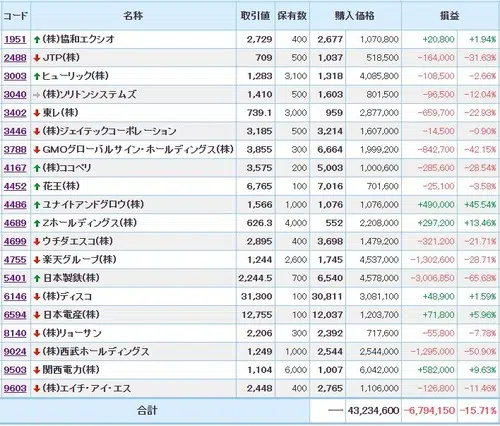 コード 名称 取引値 保有数 購入価格 損益
1951 ↑ (株)協和エクシオ 2,729 400 2,677 1,070,800 +20,800 +1.94%
2488 ↓ JTP(株) 709 500 1,037 518,500 -164,000 -31.63%
3003 ↑ ヒューリック(株) 1,283 3,100 1,318 4,085,800 -108,500 -2.66%
3040 → (株)ソリトンシステムズ 1,410 500 1,603 801,500 -96,500 -12.04%
3402 ↓ 東レ(株) 739.1 3,000 959 2,877,000 -659,700 -22.93%
3446 ↓ (株)ジェイテックコーポレーション 3,185 500 3,214 1,607,000 -14,500 -0.90%
3788 ↓ GMOグローバルサイン・ホールディングス(株) 3,855 300 6,664 1,999,200 -842,700 -42.15%
4167 ↑ (株)ココペリ 3,575 200 5,003 1,000,600 -285,600 -28.54%
4452 ↑ 花王(株) 6,765 100 7,016 701,600 -25,100 -3.58%
4486 ↑ ユナイトアンドグロウ(株) 1,566 1,000 1,076 1,076,000 +490,000 +45.54%
4689 ↑ Zホールディングス(株) 626.3 4,000 552 2,208,000 +297,200 +13.46%
4699 ↓ ウチダエスコ(株) 2,895 400 3,698 1,479,200 -321,200 -21.71%
4755 ↓ 楽天グループ(株) 1,244 2,600 1,745 4,537,000 -1,302,600 -28.71%
5401 ↑ 日本製鉄(株) 2,244.5 700 6,540 4,578,000 -3,006,850 -65.68%
6146 ↓ (株)ディスコ 31,300 100 30,811 3,081,100 +48,900 +1.59%
6594 ↓ 日本電産(株) 12,755 100 12,037 1,203,700 +71,800 +5.96%
8140 ↓ (株)リョーサン 2,206 300 2,392 717,600 -55,800 -7.78%
9024 ↓ (株)西武ホールディングス 1,249 1,000 2,544 2,544,000 -1,295,000 -50.90%
9503 ↓ 関西電力(株) 1,104 6,000 1,007 6,042,000 +582,000 +9.63%
9603 ↓ (株)エイチ・アイ・エス 2,448 400 2,765 1,106,000 -126,800 -11.46%
合計 ── 43,234,600 -6,794,150 -15.71%